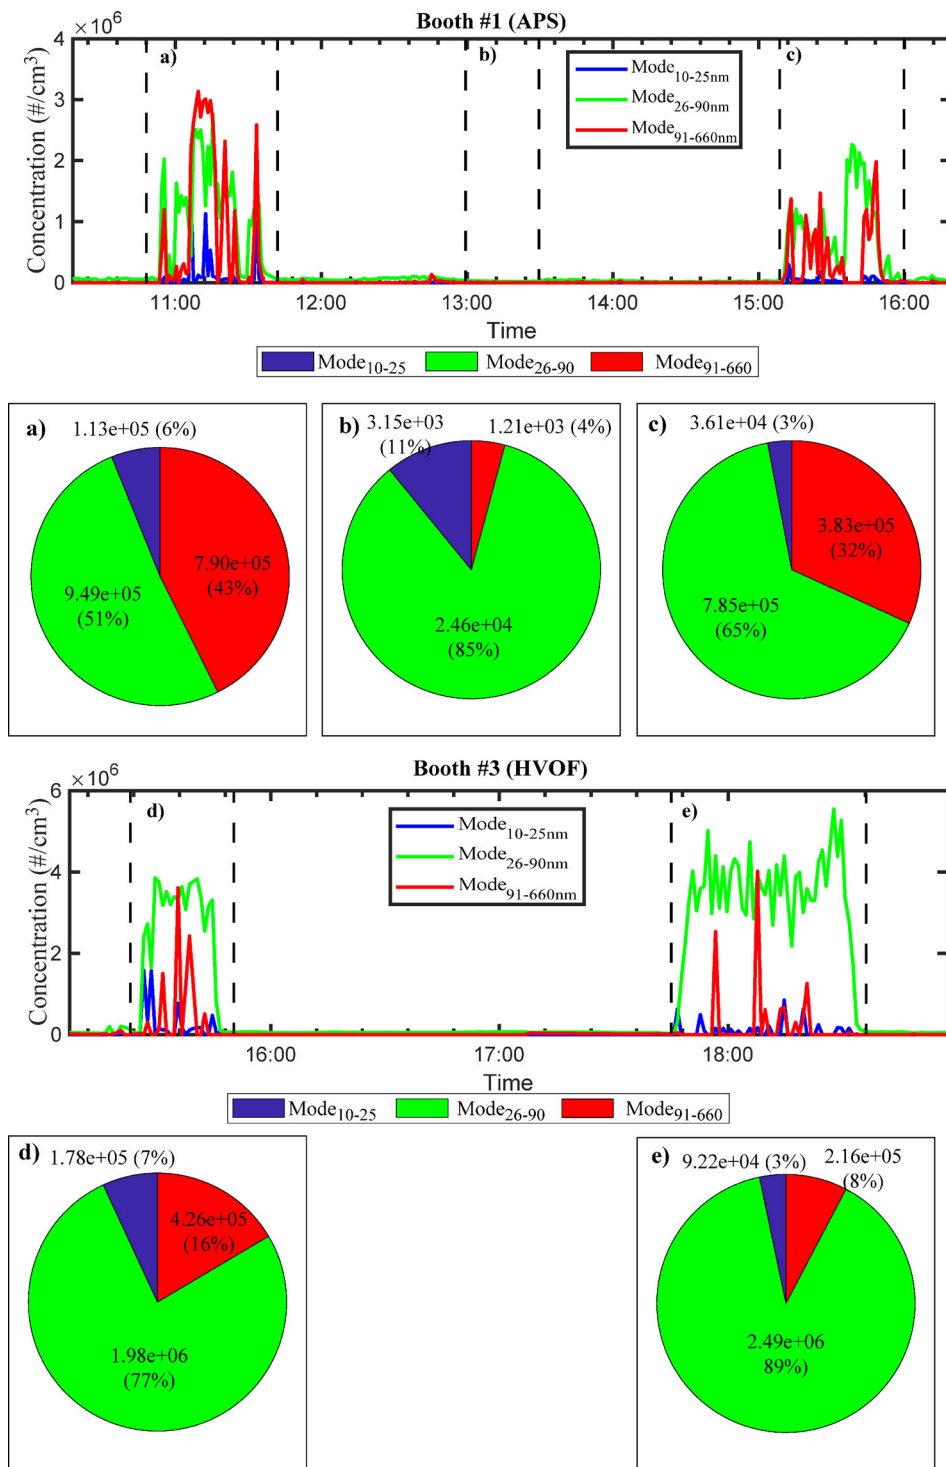 Booth #1 (APS)
×10⁶
a)
b)
c)
4
3
2
1
0
Concentration (#/cm³)
Mode₁₀₋₂₅ₙₘ
Mode₂₆₋₉₀ₙₘ
Mode₉₁₋₆₆₀ₙₘ
11:00 12:00 13:00 14:00 15:00 16:00
Time
Mode₁₀₋₂₅ Mode₂₆₋₉₀ Mode₉₁₋₆₆₀
a)
1.13e+05 (6%)
7.90e+05
(43%)
9.49e+05
(51%)
b)
3.15e+03
(11%)
1.21e+03 (4%)
2.46e+04
(85%)
c)
3.61e+04 (3%)
3.83e+05
(32%)
7.85e+05
(65%)
Booth #3 (HVOF)
×10⁶
d)
e)
6
4
2
0
Concentration (#/cm³)
Mode₁₀₋₂₅ₙₘ
Mode₂₆₋₉₀ₙₘ
Mode₉₁₋₆₆₀ₙₘ
16:00 17:00 18:00
Time
Mode₁₀₋₂₅ Mode₂₆₋₉₀ Mode₉₁₋₆₆₀
d)
1.78e+05 (7%)
4.26e+05
(16%)
1.98e+06
(77%)
e)
9.22e+04 (3%)
2.16e+05
(8%)
2.49e+06
89%)